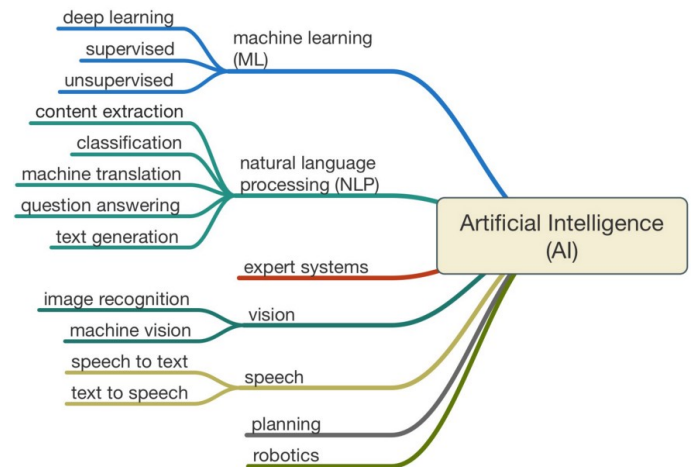 deep learning
supervised
unsupervised
machine learning
(ML)
content extraction
classification
machine translation
question answering
text generation
natural language
processing (NLP)
Artificial Intelligence
(AI)
expert systems
image recognition
machine vision
vision
speech to text
text to speech
speech
planning
robotics